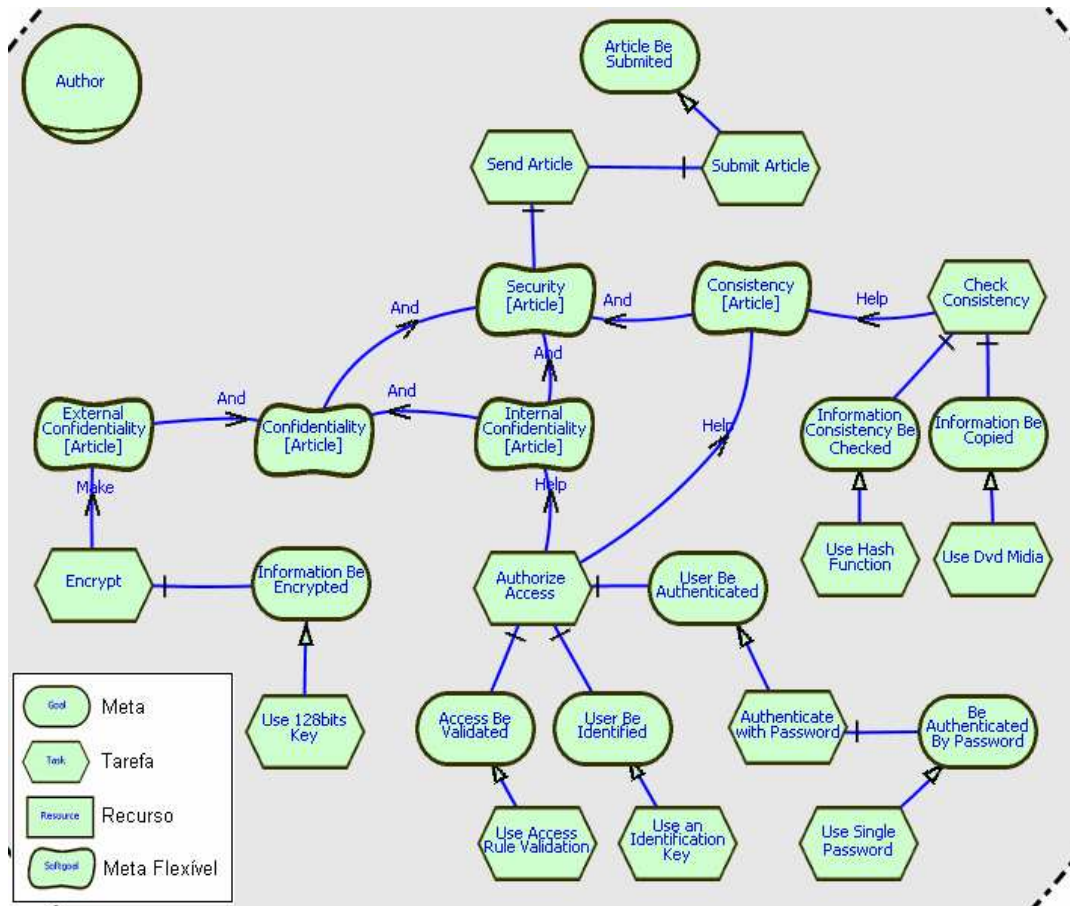 Author
Article Be
Submited
Send Article
Submit Article
Security
[Article]
Consistency
[Article]
Check
Consistency
And
And
Help
And
And
And
Help
External
Confidentiality
[Article]
Confidentiality
[Article]
Internal
Confidentiality
[Article]
Information
Consistency Be
Checked
Information Be
Copied
Make
Help
Encrypt
Information Be
Encrypted
Authorize
Access
User Be
Authenticated
Use Hash
Function
Use Dvd Midia
Use 128bits
Key
Access Be
Validated
User Be
Identified
Authenticate
with Password
Be
Authenticated
By Password
Use Access
Rule Validation
Use an
Identification
Key
Use Single
Password
Goal
Meta
Task
Tarefa
Resource
Recurso
Softgoal
Meta Flexível